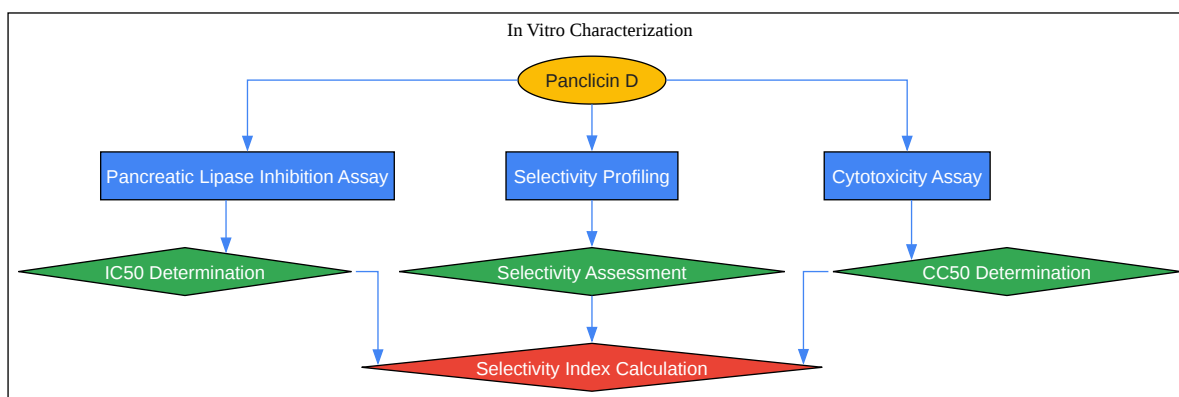 In Vitro Characterization
Panclicin D
Pancreatic Lipase Inhibition Assay
Selectivity Profiling
Cytotoxicity Assay
IC50 Determination
Selectivity Assessment
CC50 Determination
Selectivity Index Calculation